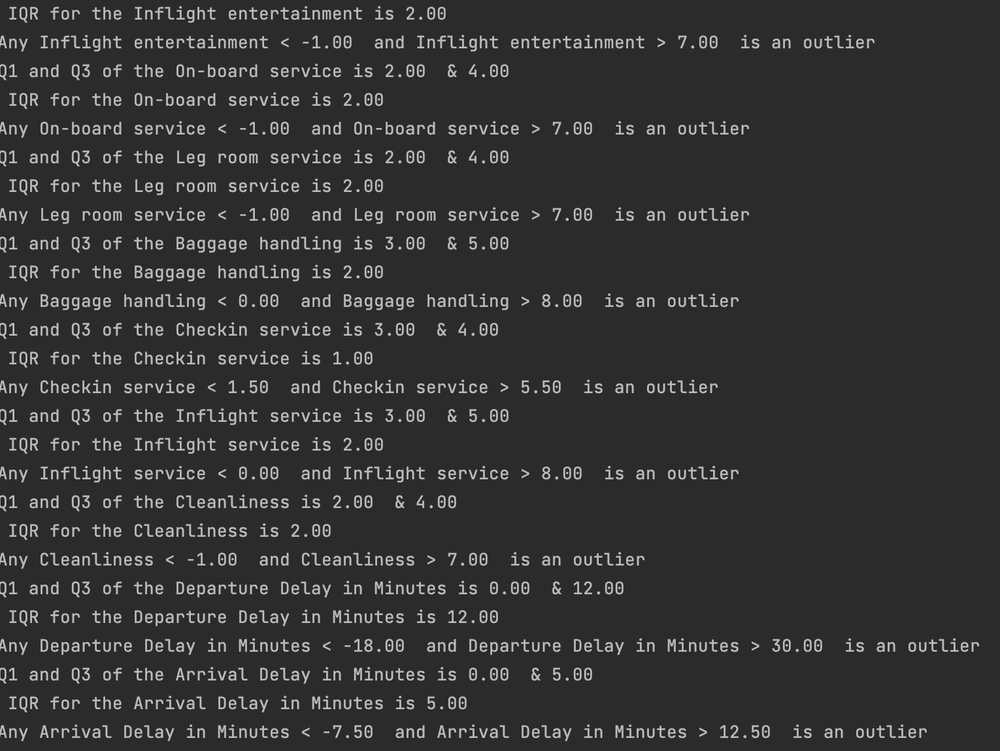 IQR for the Inflight entertainment is 2.00
Any Inflight entertainment < -1.00  and Inflight entertainment > 7.00  is an outlier
Q1 and Q3 of the On-board service is 2.00  & 4.00
IQR for the On-board service is 2.00
Any On-board service < -1.00  and On-board service > 7.00  is an outlier
Q1 and Q3 of the Leg room service is 2.00  & 4.00
IQR for the Leg room service is 2.00
Any Leg room service < -1.00  and Leg room service > 7.00  is an outlier
Q1 and Q3 of the Baggage handling is 3.00  & 5.00
IQR for the Baggage handling is 2.00
Any Baggage handling < 0.00  and Baggage handling > 8.00  is an outlier
Q1 and Q3 of the Checkin service is 3.00  & 4.00
IQR for the Checkin service is 1.00
Any Checkin service < 1.50  and Checkin service > 5.50  is an outlier
Q1 and Q3 of the Inflight service is 3.00  & 5.00
IQR for the Inflight service is 2.00
Any Inflight service < 0.00  and Inflight service > 8.00  is an outlier
Q1 and Q3 of the Cleanliness is 2.00  & 4.00
IQR for the Cleanliness is 2.00
Any Cleanliness < -1.00  and Cleanliness > 7.00  is an outlier
Q1 and Q3 of the Departure Delay in Minutes is 0.00  & 12.00
IQR for the Departure Delay in Minutes is 12.00
Any Departure Delay in Minutes < -18.00  and Departure Delay in Minutes > 30.00  is an outlier
Q1 and Q3 of the Arrival Delay in Minutes is 0.00  & 5.00
IQR for the Arrival Delay in Minutes is 5.00
Any Arrival Delay in Minutes < -7.50  and Arrival Delay in Minutes > 12.50  is an outlier